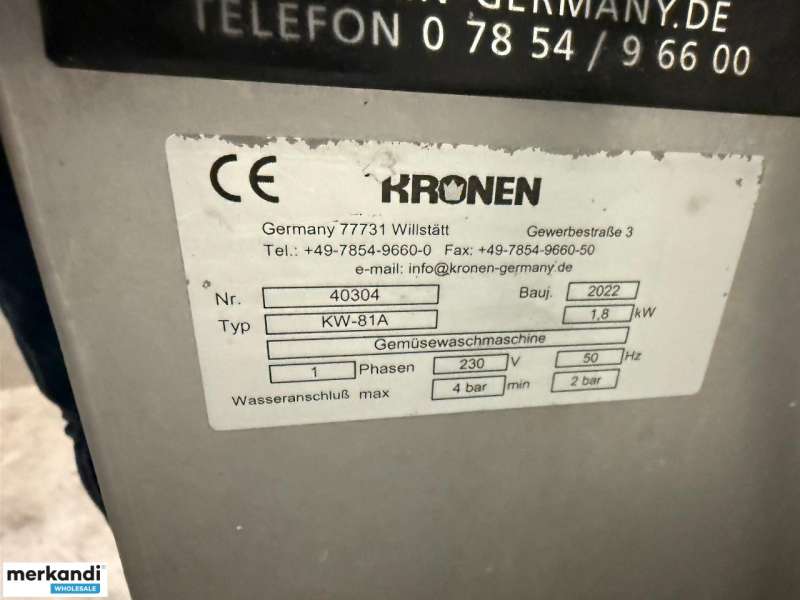 GERMANY.DE
TELEFON 0 78 54 / 9 66 00
CE KRONEN
Germany 77731 Willstätt Gewerbestraße 3
Tel.: +49-7854-9660-0 Fax: +49-7854-9660-50
e-mail: info@kronen-germany.de
Nr. 40304 Bauj. 2022
Typ KW-81A 1,8 kW
Gemüsewaschmaschine
1 Phasen 230 V 50 Hz
Wasseranschluß max 4 bar min 2 bar
merkandi
WHOLESALE